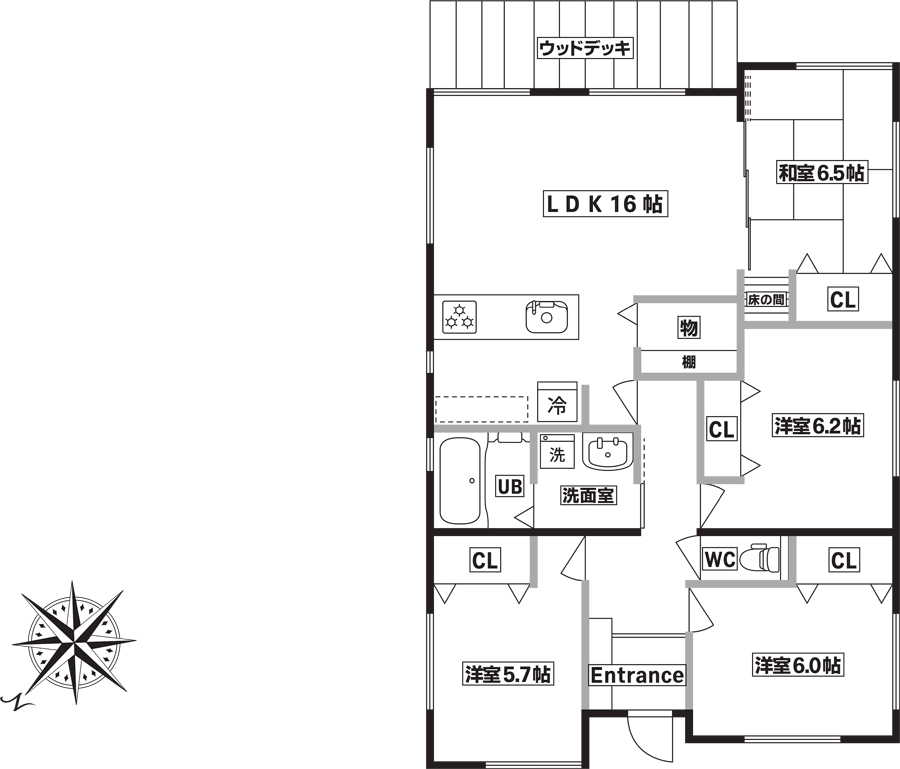 ウッドデッキ
和室6.5帖
LDK16帖
床の間
CL
物
棚
冷
CL
洋室6.2帖
洗
UB
洗面室
CL
WC
CL
洋室5.7帖
Entrance
洋室6.0帖
N